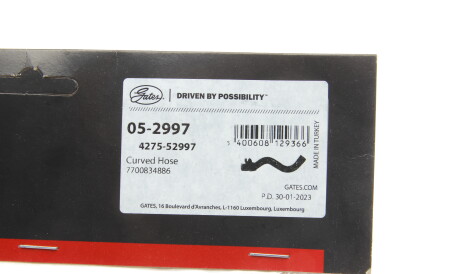 Gates
DRIVEN BY POSSIBILITY™
05-2997
4275-52997
Curved Hose
7700834886
5 400608 129366
MADE IN TURKEY
GATES.COM
P.D. 30-01-2023
GATES, 16 Boulevard d'Avranches, L-1160 Luxembourg, Luxembourg